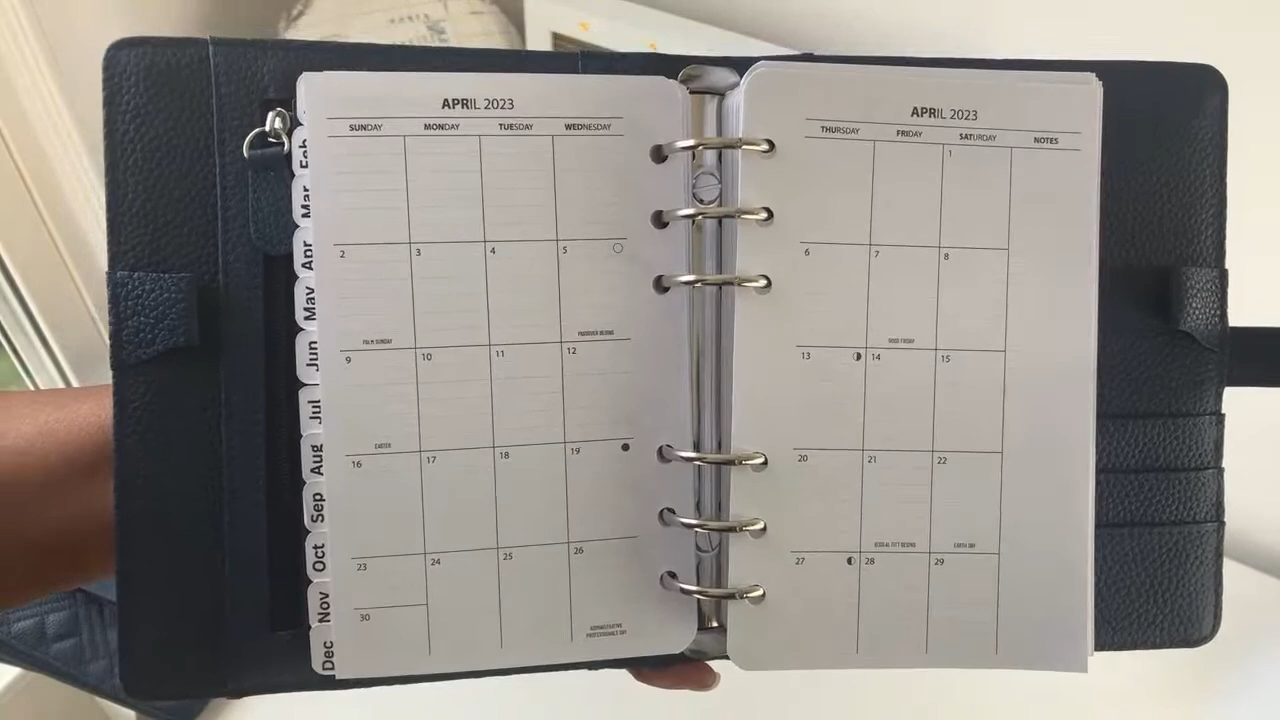 APRIL 2023
SUNDAY MONDAY TUESDAY WEDNESDAY
2 3 4 5
PALM SUNDAY PASSOVER BEGINS
9 10 11 12
EASTER
16 17 18 19
23 24 25 26
30
ADMINISTRATIVE
PROFESSIONALS DAY
Feb
Mar
Apr
May
Jun
Jul
Aug
Sep
Oct
Nov
Dec
APRIL 2023
THURSDAY FRIDAY SATURDAY NOTES
1
6 7 8
GOOD FRIDAY
13 14 15
20 21 22
BEGINS EARTH DAY
27 28 29